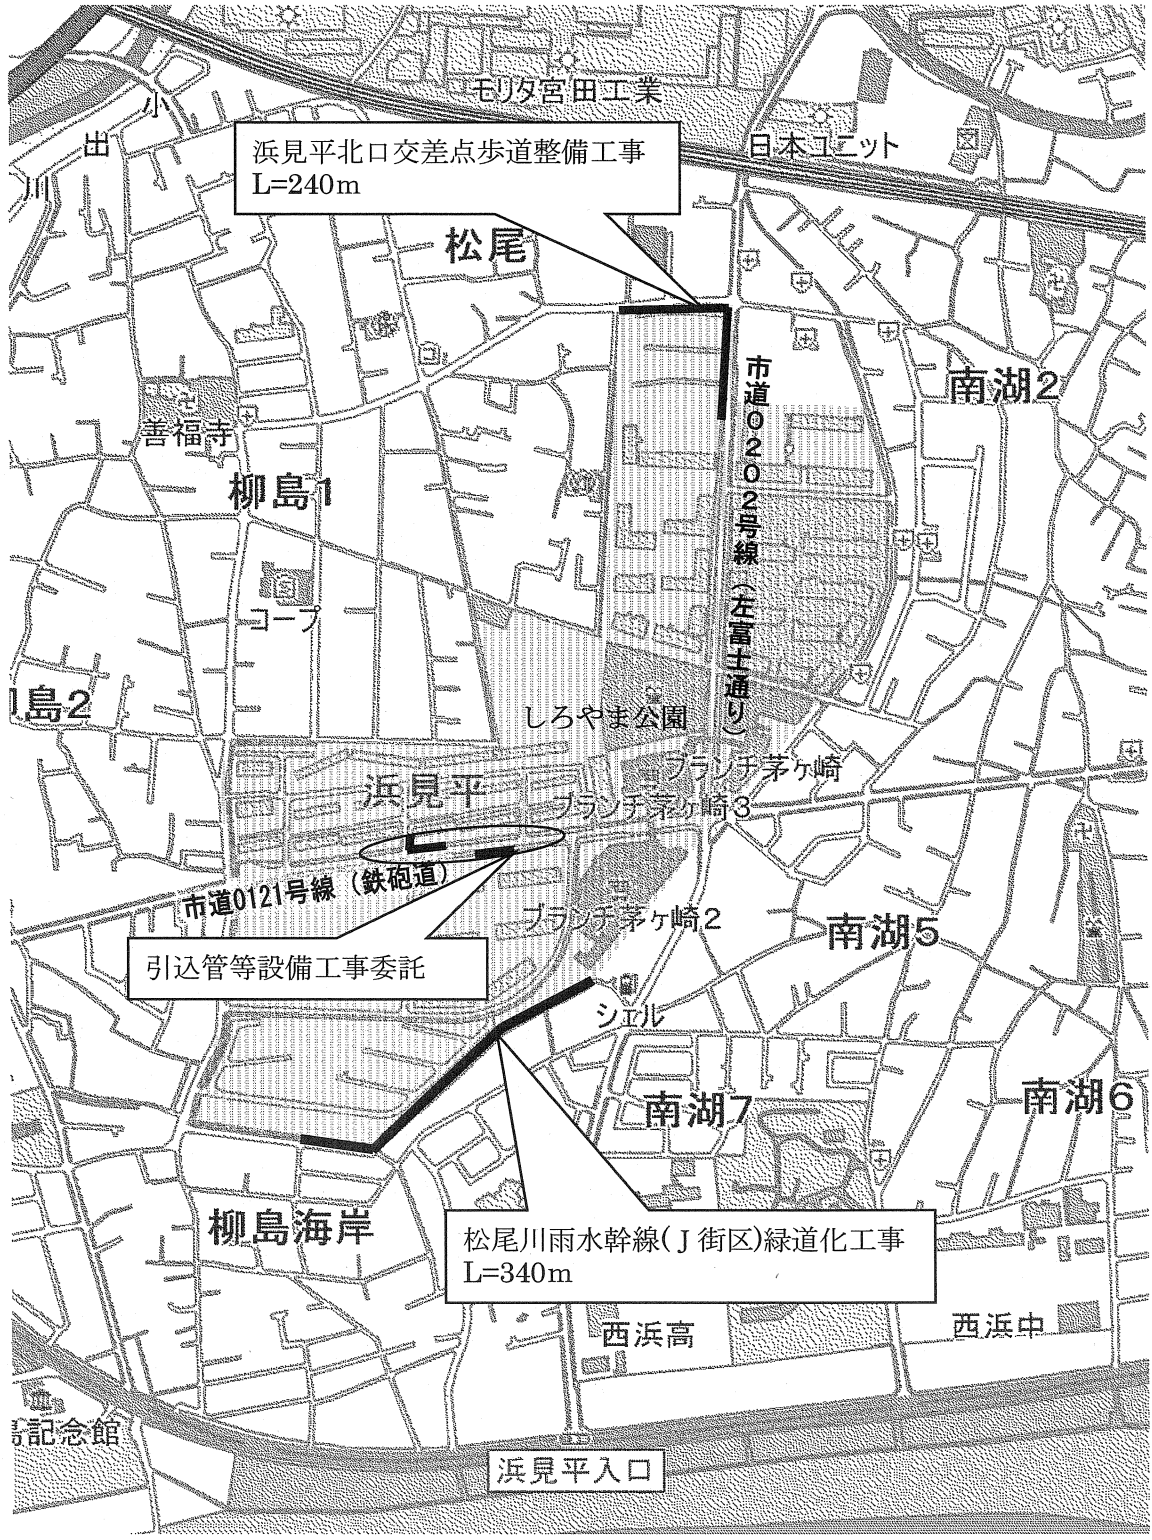 モリタ宮田工業
小
出
川
日本ユニット
浜見平北口交差点歩道整備工事
L=240m
松尾
南湖2
市道0202号線(左富士通り)
善福寺
柳島1
コープ
島2
しろやま公園
ブランチ茅ヶ崎
浜見平
ブランチ茅ヶ崎3
市道0121号線(鉄砲道)
ブランチ茅ヶ崎2
南湖5
引込管等設備工事委託
シェル
南湖7
南湖6
柳島海岸
松尾川雨水幹線(J街区)緑道化工事
L=340m
西浜高
西浜中
島記念館
浜見平入口